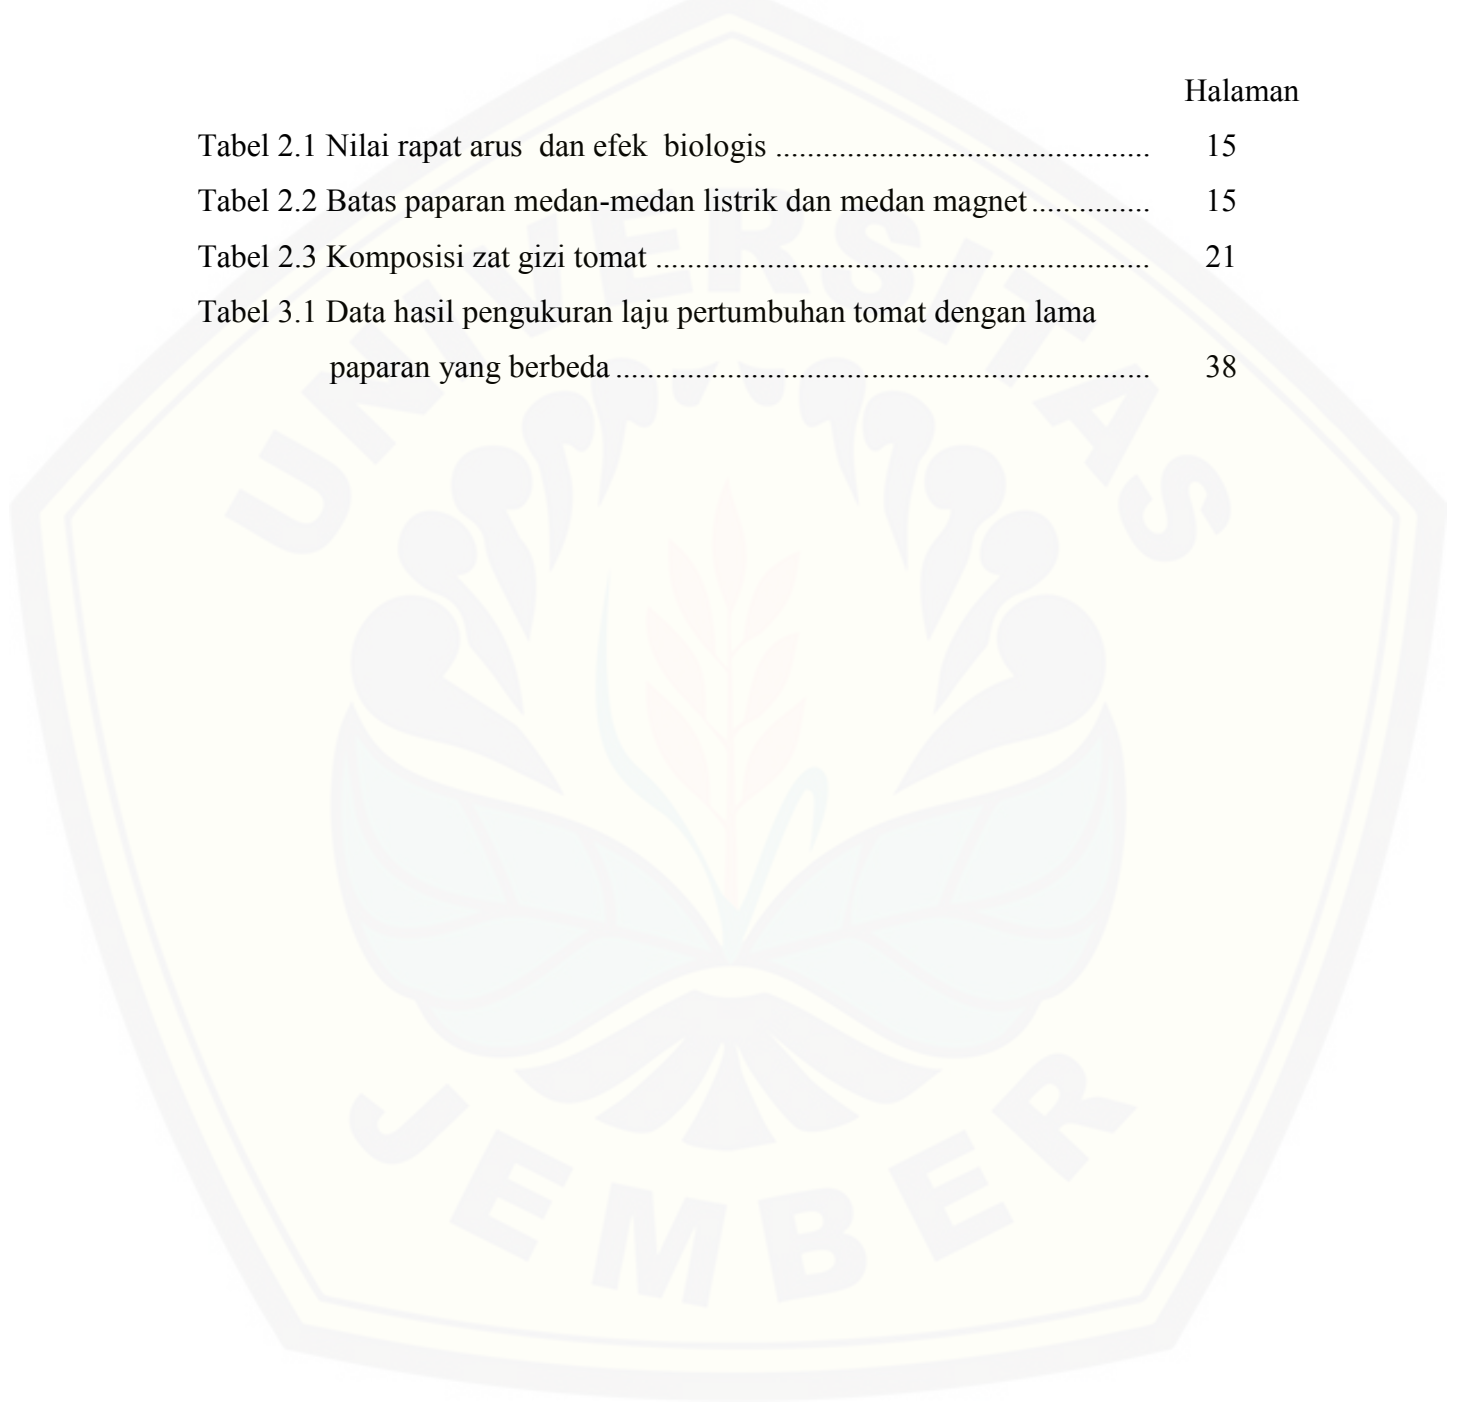 Halaman
Tabel 2.1 Nilai rapat arus dan efek biologis ............................................... 15
Tabel 2.2 Batas paparan medan-medan listrik dan medan magnet ............... 15
Tabel 2.3 Komposisi zat gizi tomat .............................................................. 21
Tabel 3.1 Data hasil pengukuran laju pertumbuhan tomat dengan lama
paparan yang berbeda ................................................................... 38
UNIVERSITAS
JEMBER